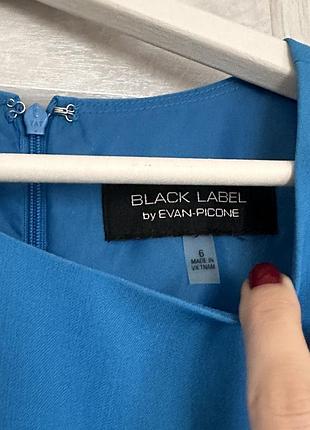 BLACK LABEL
by EVAN-PICONE
6
MADE IN
VIETNAM